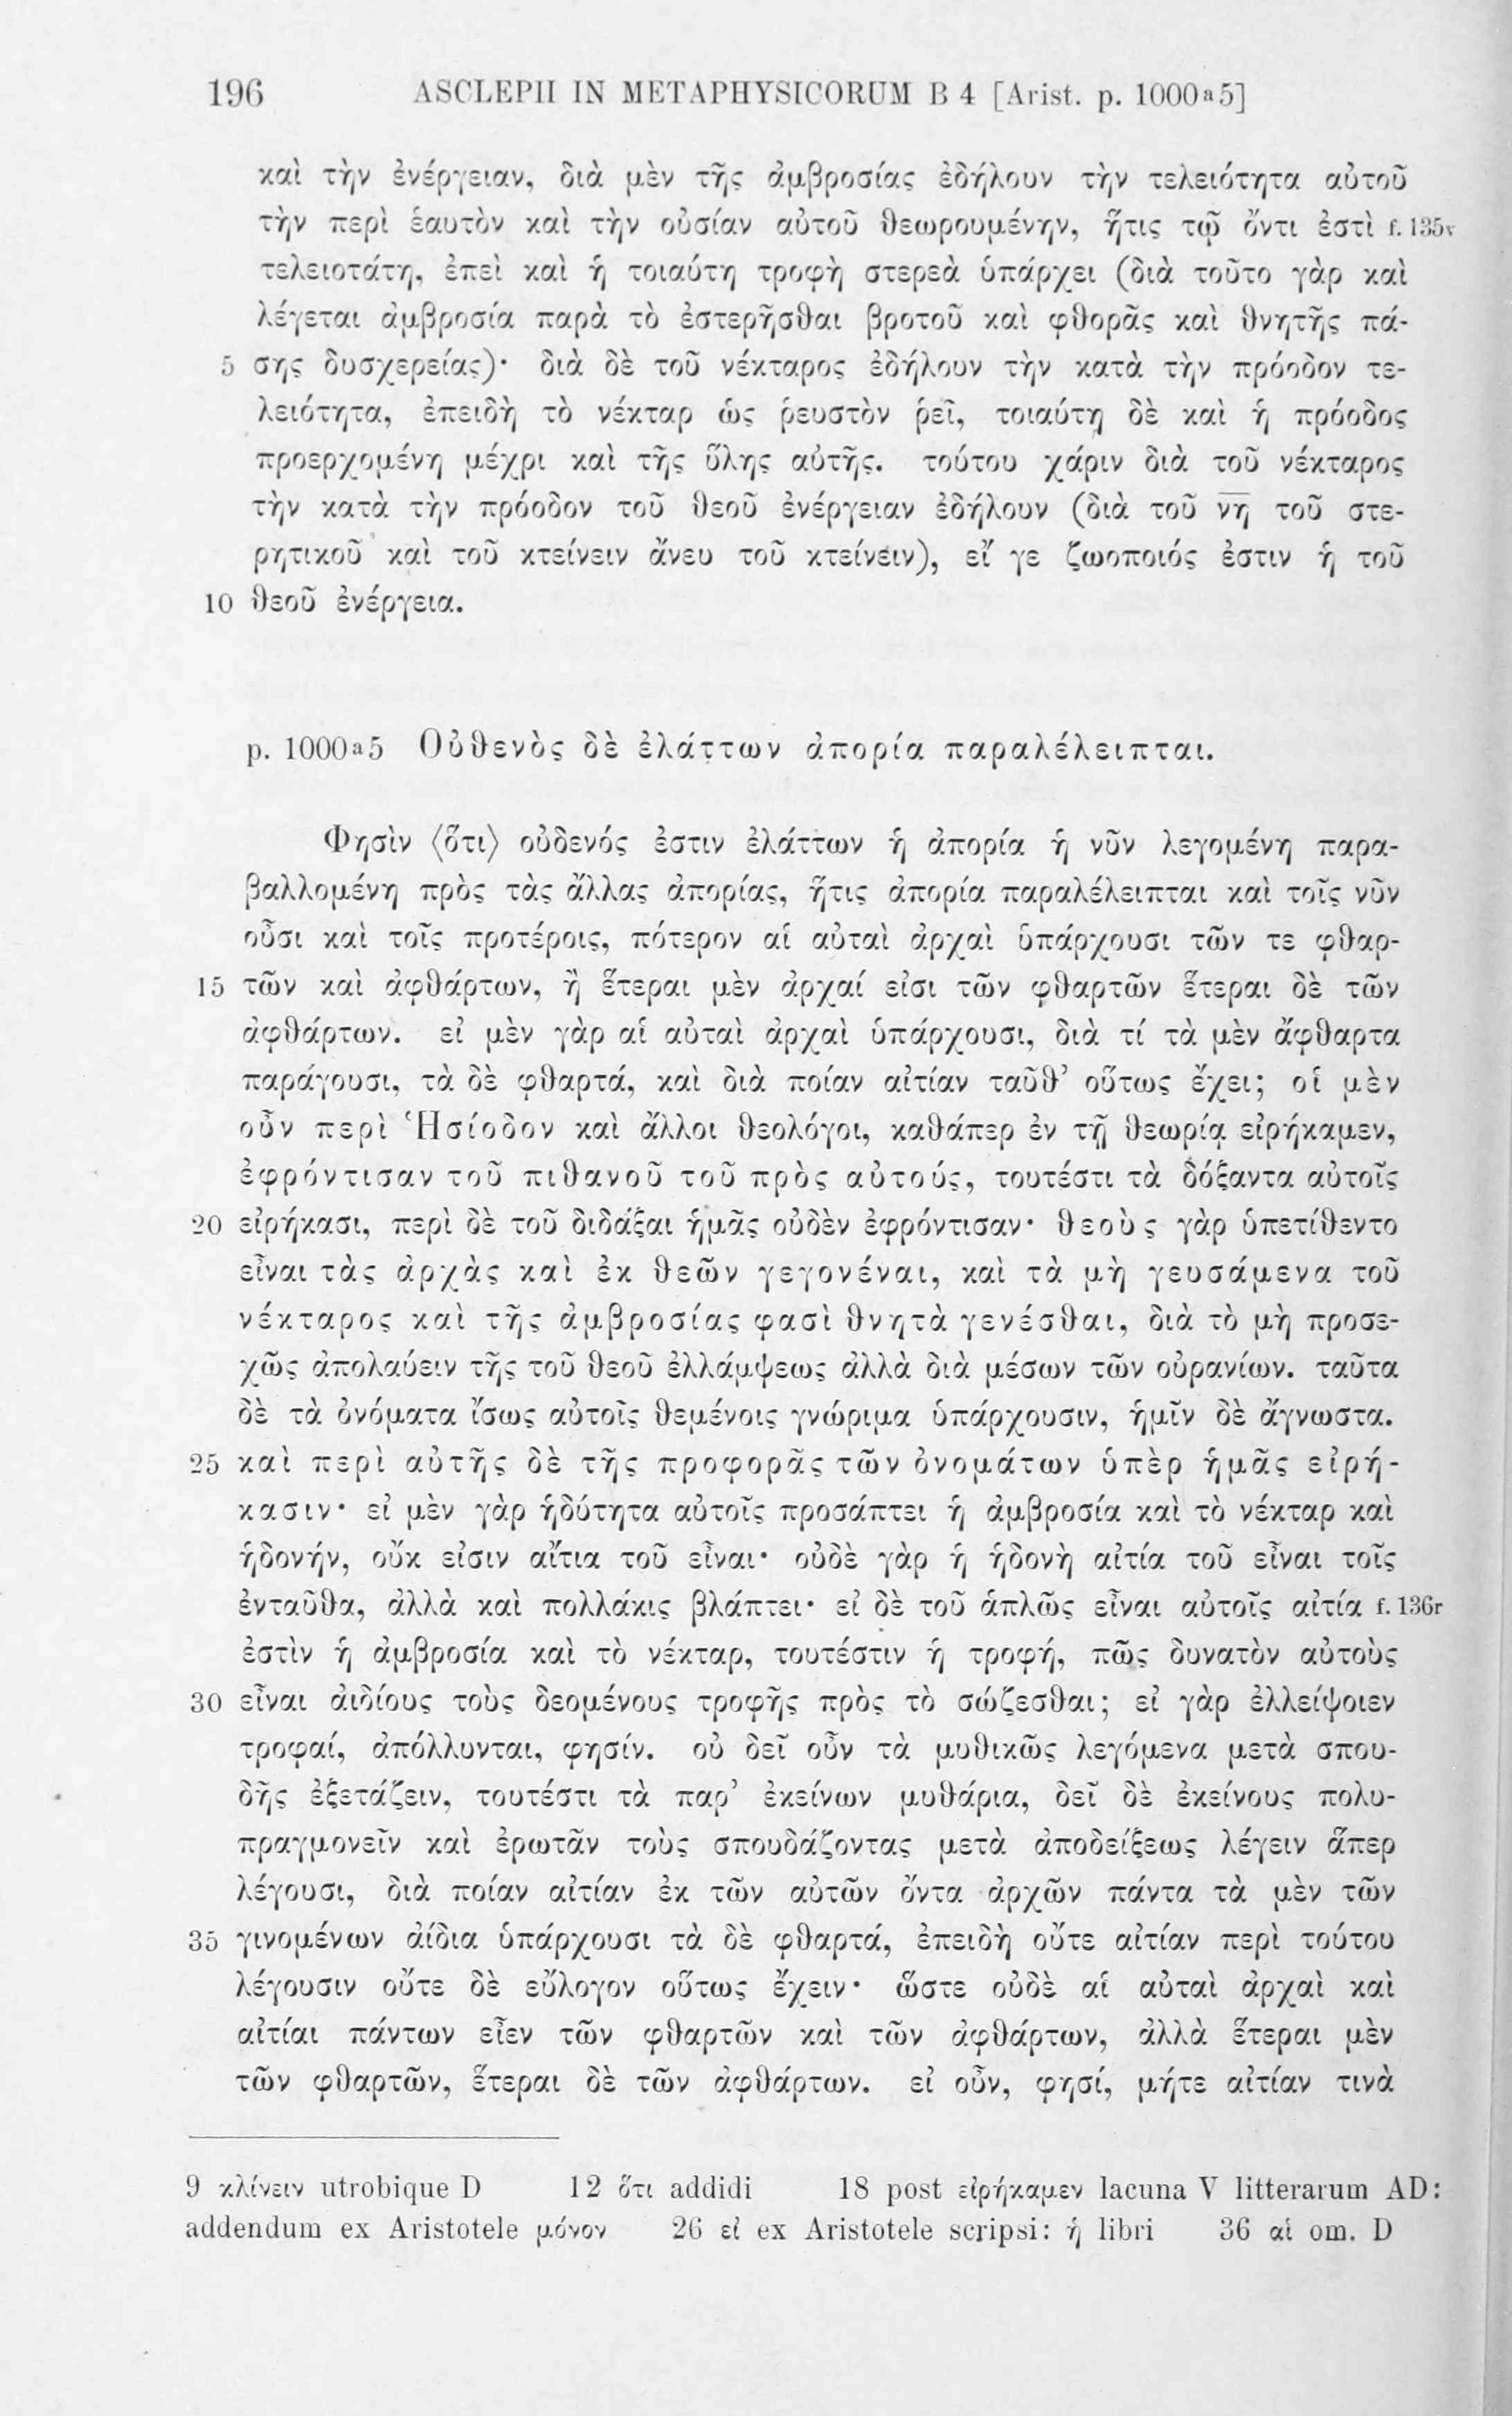 196 ASCLEPII IN METAPHYSICORUM B 4 [Arist. p. 1000ᵃ5]
καὶ τὴν ἐνέργειαν, διὰ μὲν τῆς ἀμβροσίας ἐδήλουν τὴν τελειότητα αὐτοῦ
τὴν περὶ ἑαυτὸν καὶ τὴν οὐσίαν αὐτοῦ θεωρουμένην, ἥτις τῷ ὄντι ἐστὶ f. 135v
τελειοτάτη, ἐπεὶ καὶ ἡ τοιαύτη τροφὴ στερεὰ ὑπάρχει (διὰ τοῦτο γὰρ καὶ
λέγεται ἀμβροσία παρὰ τὸ ἐστερῆσθαι βροτοῦ καὶ φθορᾶς καὶ θνητῆς πά-
5 σης δυσχερείας)· διὰ δὲ τοῦ νέκταρος ἐδήλουν τὴν κατὰ τὴν πρόοδον τε-
λειότητα, ἐπειδὴ τὸ νέκταρ ὡς ῥευστὸν ῥεῖ, τοιαύτη δὲ καὶ ἡ πρόοδος
προερχομένη μέχρι καὶ τῆς ὕλης αὐτῆς. τούτου χάριν διὰ τοῦ νέκταρος
τὴν κατὰ τὴν πρόοδον τοῦ θεοῦ ἐνέργειαν ἐδήλουν (διὰ τοῦ νη τοῦ στε-
ρητικοῦ καὶ τοῦ κτείνειν ἄνευ τοῦ κτείνειν), εἴ γε ζωοποιός ἐστιν ἡ τοῦ
10 θεοῦ ἐνέργεια.
p. 1000ᵃ5 Οὐθενὸς δὲ ἐλάττων ἀπορία παραλέλειπται.
Φησὶν ⟨ὅτι⟩ οὐδενός ἐστιν ἐλάττων ἡ ἀπορία ἡ νῦν λεγομένη παρα-
βαλλομένη πρὸς τὰς ἄλλας ἀπορίας, ἥτις ἀπορία παραλέλειπται καὶ τοῖς νῦν
οὖσι καὶ τοῖς προτέροις, πότερον αἱ αὐταὶ ἀρχαὶ ὑπάρχουσι τῶν τε φθαρ-
15 τῶν καὶ ἀφθάρτων, ἢ ἕτεραι μὲν ἀρχαί εἰσι τῶν φθαρτῶν ἕτεραι δὲ τῶν
ἀφθάρτων. εἰ μὲν γὰρ αἱ αὐταὶ ἀρχαὶ ὑπάρχουσι, διὰ τί τὰ μὲν ἄφθαρτα
παράγουσι, τὰ δὲ φθαρτά, καὶ διὰ ποίαν αἰτίαν ταῦθ’ οὕτως ἔχει; οἱ μὲν
οὖν περὶ Ἡσίοδον καὶ ἄλλοι θεολόγοι, καθάπερ ἐν τῇ θεωρίᾳ εἰρήκαμεν,
ἐφρόντισαν τοῦ πιθανοῦ τοῦ πρὸς αὐτούς, τουτέστι τὰ δόξαντα αὐτοῖς
20 εἰρήκασι, περὶ δὲ τοῦ διδάξαι ἡμᾶς οὐδὲν ἐφρόντισαν· θεοὺς γὰρ ὑπετίθεντο
εἶναι τὰς ἀρχὰς καὶ ἐκ θεῶν γεγονέναι, καὶ τὰ μὴ γευσάμενα τοῦ
νέκταρος καὶ τῆς ἀμβροσίας φασὶ θνητὰ γενέσθαι, διὰ τὸ μὴ προσε-
χῶς ἀπολαύειν τῆς τοῦ θεοῦ ἐλλάμψεως ἀλλὰ διὰ μέσων τῶν οὐρανίων. ταῦτα
δὲ τὰ ὀνόματα ἴσως αὐτοῖς θεμένοις γνώριμα ὑπάρχουσιν, ἡμῖν δὲ ἄγνωστα.
25 καὶ περὶ αὐτῆς δὲ τῆς προφορᾶς τῶν ὀνομάτων ὑπὲρ ἡμᾶς εἰρή-
κασιν· εἰ μὲν γὰρ ἡδύτητα αὐτοῖς προσάπτει ἡ ἀμβροσία καὶ τὸ νέκταρ καὶ
ἡδονήν, οὔκ εἰσιν αἴτια τοῦ εἶναι· οὐδὲ γὰρ ἡ ἡδονὴ αἰτία τοῦ εἶναι τοῖς
ἐνταῦθα, ἀλλὰ καὶ πολλάκις βλάπτει· εἰ δὲ τοῦ ἁπλῶς εἶναι αὐτοῖς αἰτία f. 136r
ἐστὶν ἡ ἀμβροσία καὶ τὸ νέκταρ, τουτέστιν ἡ τροφή, πῶς δυνατὸν αὐτοὺς
30 εἶναι ἀιδίους τοὺς δεομένους τροφῆς πρὸς τὸ σώζεσθαι; εἰ γὰρ ἐλλείψοιεν
τροφαί, ἀπόλλυνται, φησίν. οὐ δεῖ οὖν τὰ μυθικῶς λεγόμενα μετὰ σπου-
δῆς ἐξετάζειν, τουτέστι τὰ παρ’ ἐκείνων μυθάρια, δεῖ δὲ ἐκείνους πολυ-
πραγμονεῖν καὶ ἐρωτᾶν τοὺς σπουδάζοντας μετὰ ἀποδείξεως λέγειν ἅπερ
λέγουσι, διὰ ποίαν αἰτίαν ἐκ τῶν αὐτῶν ὄντα ἀρχῶν πάντα τὰ μὲν τῶν
35 γινομένων ἀίδια ὑπάρχουσι τὰ δὲ φθαρτά, ἐπειδὴ οὔτε αἰτίαν περὶ τούτου
λέγουσιν οὔτε δὲ εὔλογον οὕτως ἔχειν· ὥστε οὐδὲ αἱ αὐταὶ ἀρχαὶ καὶ
αἰτίαι πάντων εἶεν τῶν φθαρτῶν καὶ τῶν ἀφθάρτων, ἀλλὰ ἕτεραι μὲν
τῶν φθαρτῶν, ἕτεραι δὲ τῶν ἀφθάρτων. εἰ οὖν, φησί, μήτε αἰτίαν τινὰ
9 κλίνειν utrobique D 12 ὅτι addidi 18 post εἰρήκαμεν lacuna V litterarum AD:
addendum ex Aristotele μόνον 26 εἰ ex Aristotele scripsi: ἡ libri 36 αἱ om. D